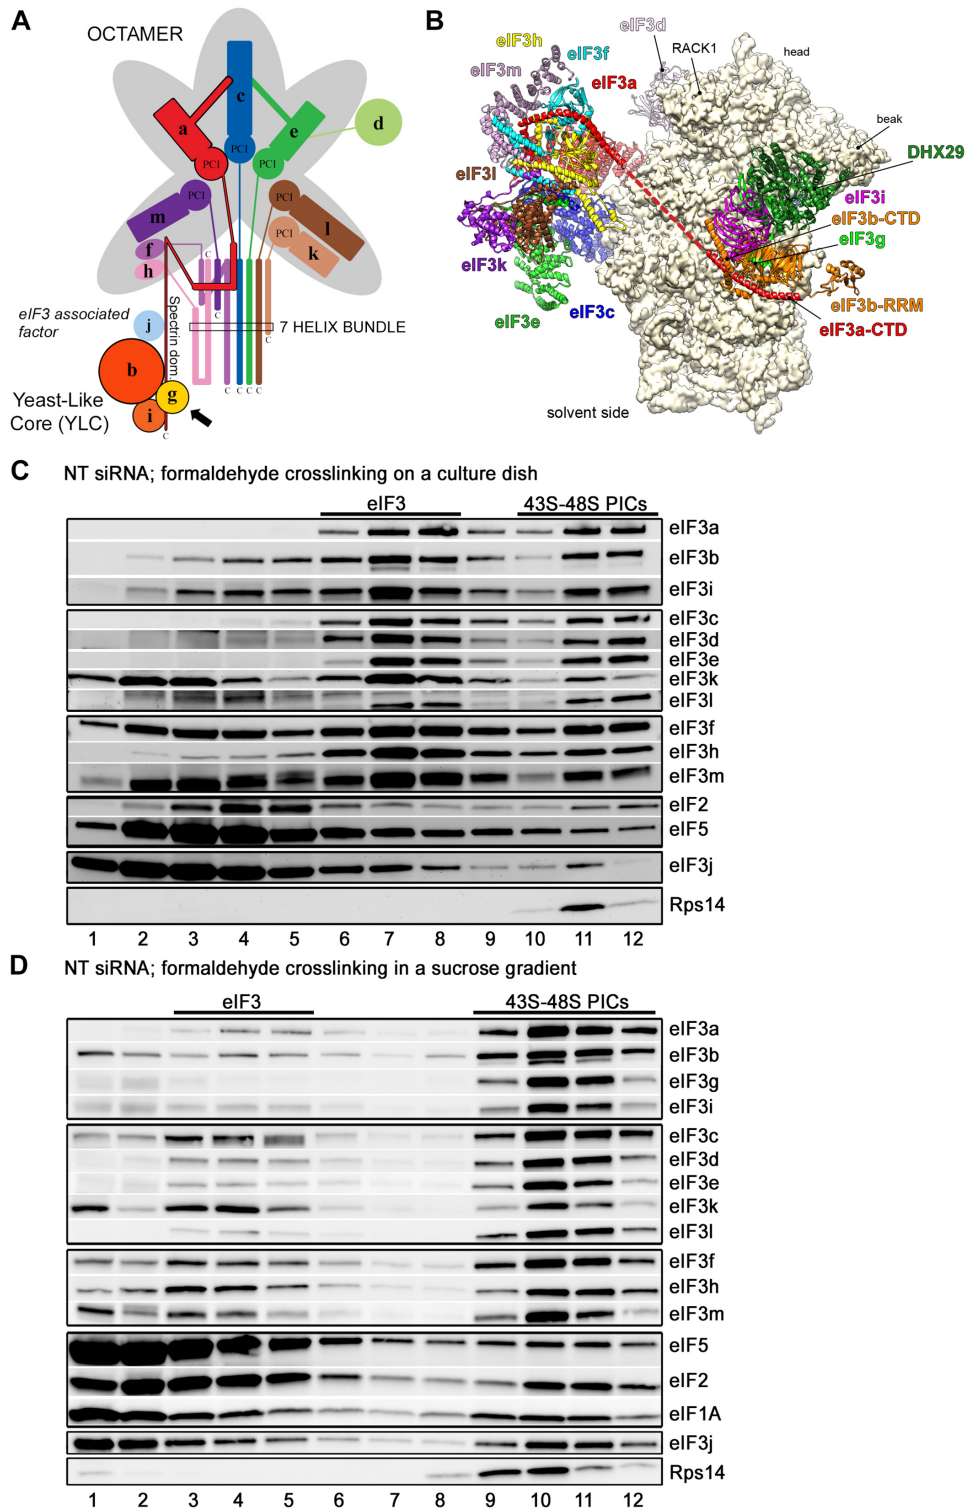 A
OCTAMER
c
a
e
d
PCI
PCI
PCI
PCI
PCI
PCI
m
l
k
f
h
C
C
C
eIF3 associated
factor
j
Spectrin dom.
7 HELIX BUNDLE
b
g
i
C
C C C C
Yeast-Like
Core (YLC)
B
eIF3h
eIF3d
eIF3f
RACK1
head
eIF3m
eIF3a
beak
DHX29
eIF3l
eIF3i
eIF3b-CTD
eIF3g
eIF3k
eIF3b-RRM
eIF3e
eIF3c
eIF3a-CTD
solvent side
C
NT siRNA; formaldehyde crosslinking on a culture dish
eIF3
43S-48S PICs
eIF3a
eIF3b
eIF3i
eIF3c
eIF3d
eIF3e
eIF3k
eIF3l
eIF3f
eIF3h
eIF3m
eIF2
eIF5
eIF3j
Rps14
1 2 3 4 5 6 7 8 9 10 11 12
D
NT siRNA; formaldehyde crosslinking in a sucrose gradient
eIF3
43S-48S PICs
eIF3a
eIF3b
eIF3g
eIF3i
eIF3c
eIF3d
eIF3e
eIF3k
eIF3l
eIF3f
eIF3h
eIF3m
eIF5
eIF2
eIF1A
eIF3j
Rps14
1 2 3 4 5 6 7 8 9 10 11 12